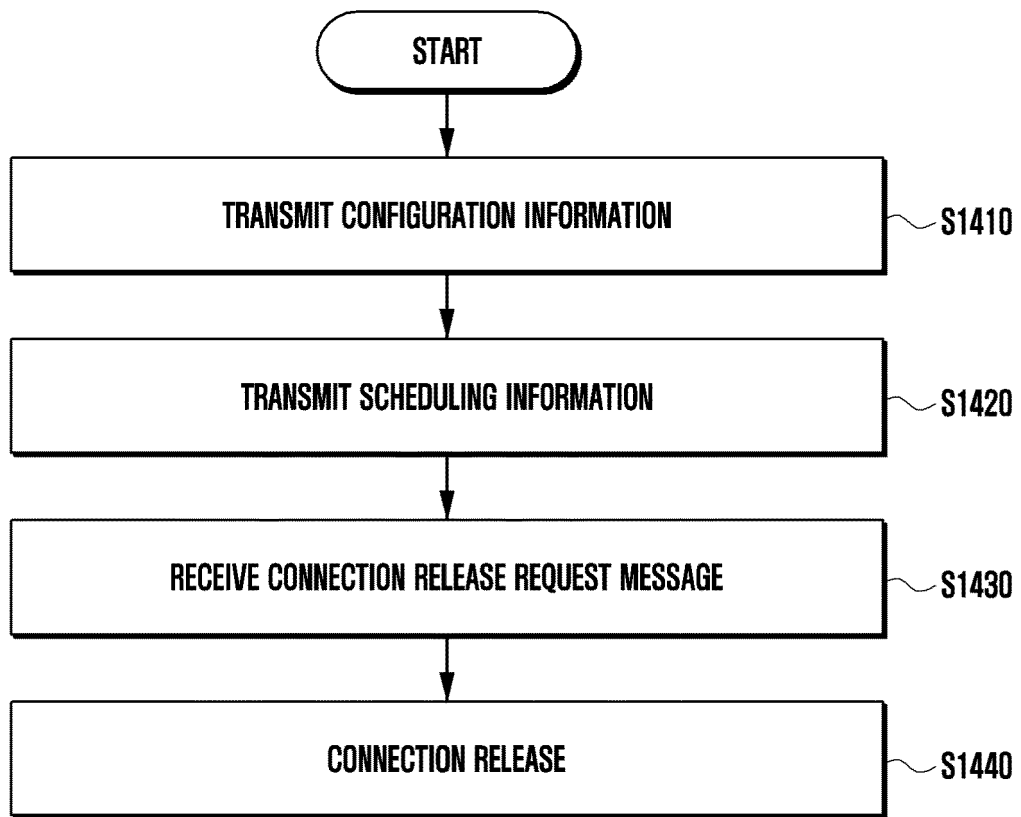 START
TRANSMIT CONFIGURATION INFORMATION
S1410
TRANSMIT SCHEDULING INFORMATION
S1420
RECEIVE CONNECTION RELEASE REQUEST MESSAGE
S1430
CONNECTION RELEASE
S1440